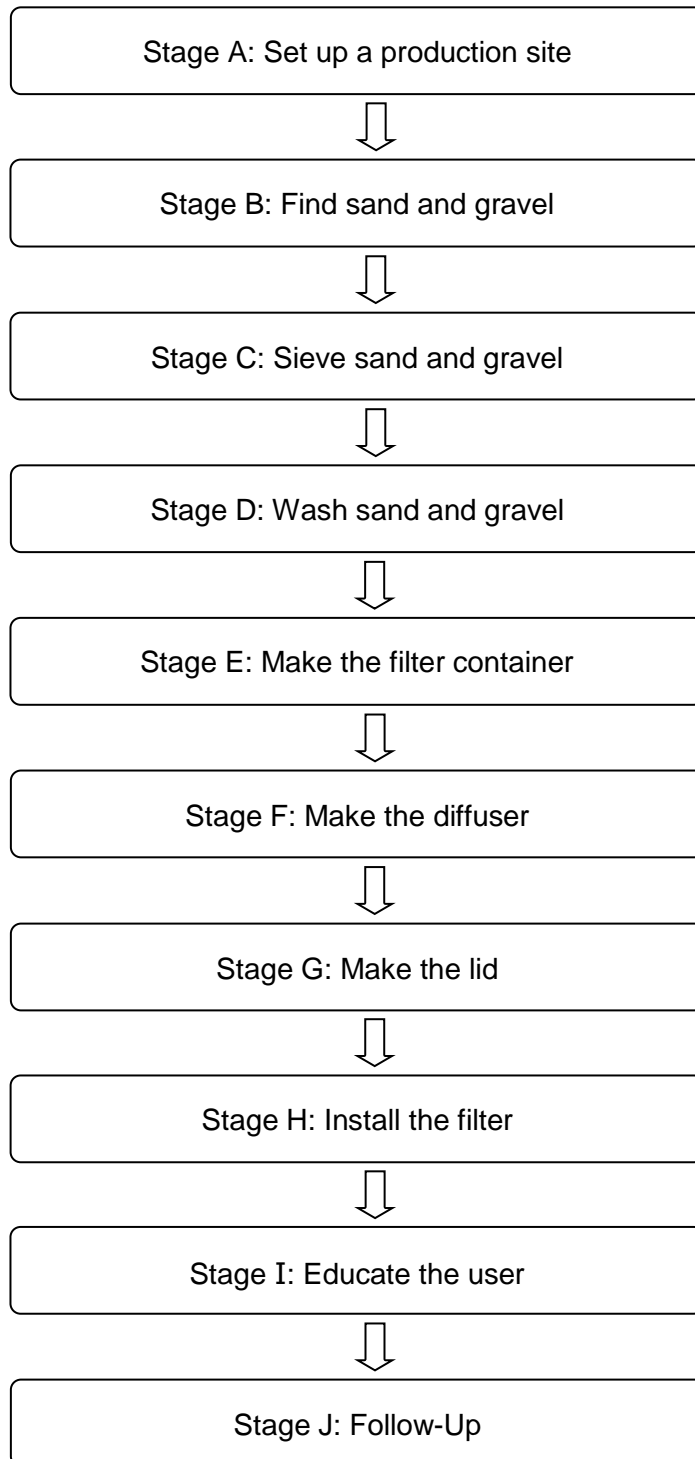 Stage A: Set up a production site
Stage B: Find sand and gravel
Stage C: Sieve sand and gravel
Stage D: Wash sand and gravel
Stage E: Make the filter container
Stage F: Make the diffuser
Stage G: Make the lid
Stage H: Install the filter
Stage I: Educate the user
Stage J: Follow-Up